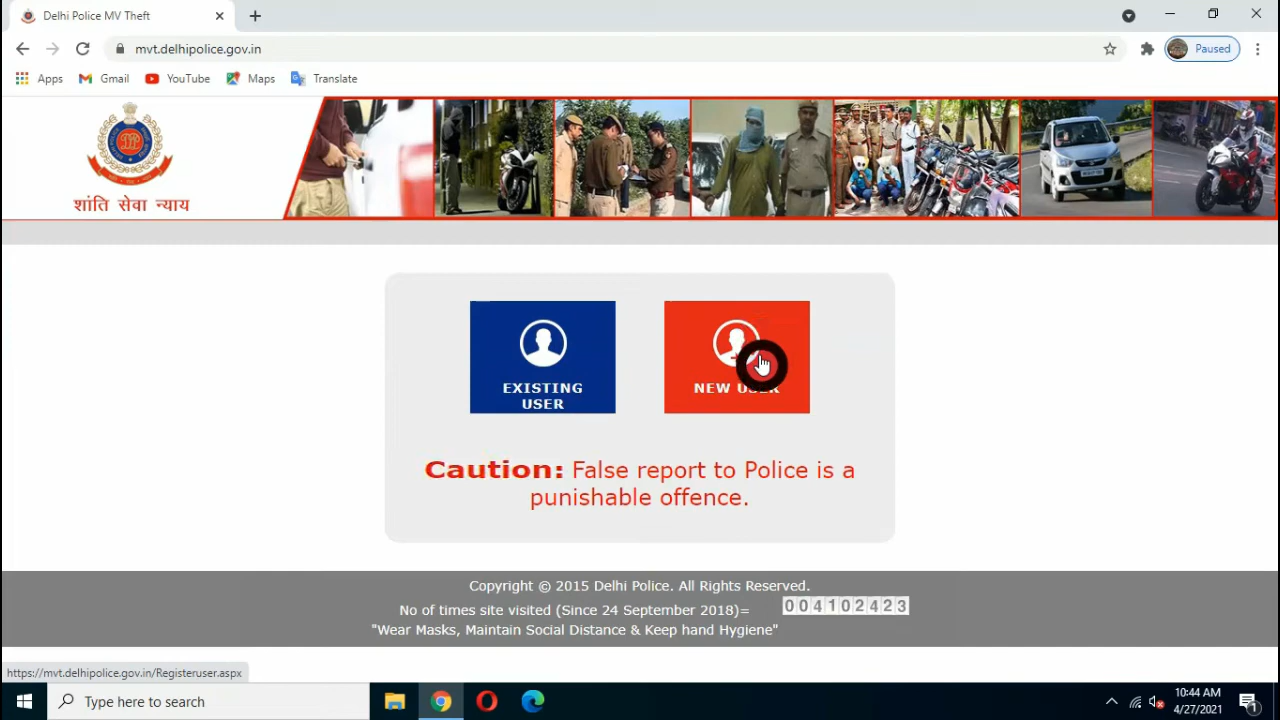 Delhi Police MV Theft
mvt.delhipolice.gov.in
Paused
Apps Gmail YouTube Maps Translate
शांति सेवा न्याय
EXISTING
USER
NEW USER
Caution: False report to Police is a
punishable offence.
Copyright © 2015 Delhi Police. All Rights Reserved.
No of times site visited (Since 24 September 2018)= 004102423
"Wear Masks, Maintain Social Distance & Keep hand Hygiene"
https://mvt.delhipolice.gov.in/Registeruser.aspx
Type here to search
10:44 AM
4/27/2021
1